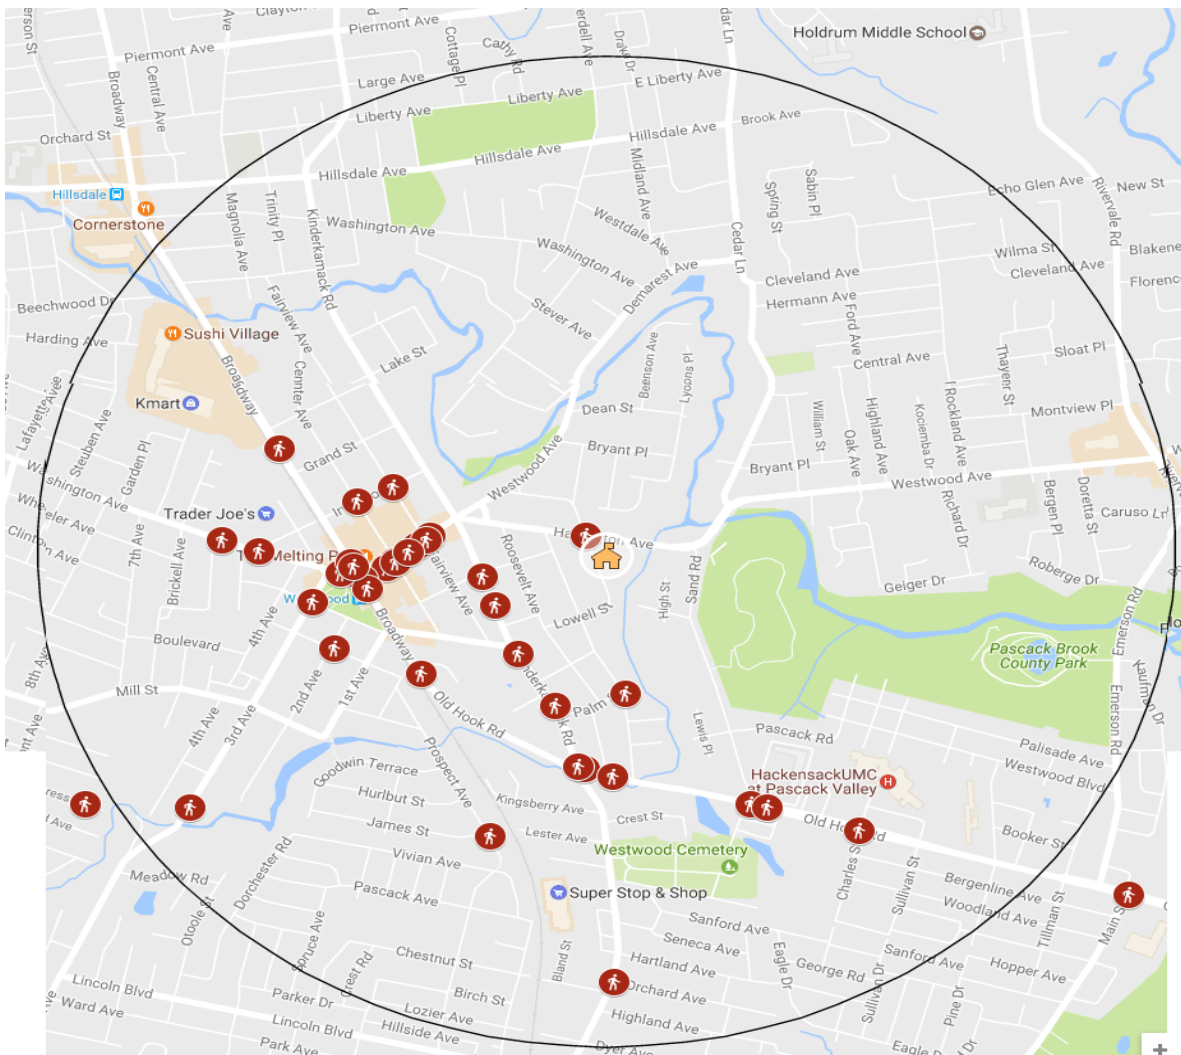 Clayton
Piermont Ave
Piermont Ave
Cottage Pl
Cathy Rd
Drake Dr
Cedar Ln
Holdrum Middle School
Broadway
Central Ave
Large Ave
E Liberty Ave
Liberty Ave
Liberty Ave
Orchard St
Brook Ave
Hillsdale Ave
Hillsdale Ave
Hillsdale Ave
Midland Ave
Hillsdale
Cornerstone
Magnolia Ave
Trinity Pl
Kinderkamack Rd
Spring St
Sabin Pl
Echo Glen Ave
New St
Rivervale Rd
Washington Ave
Westdale Ave
Washington Ave
Demarest Ave
Cedar Ln
Wilma St
Blakene
Cleveland Ave
Cleveland Ave
Florenc
Beechwood Dr
Fairview Ave
Stever Ave
Hermann Ave
Ford Ave
Harding Ave
Sushi Village
Lake St
Center Ave
Beenson Ave
Lyoons Pl
Central Ave
Sloat Pl
Thayeer St
Broadway
Lafayette Ave
Steuben Ave
Kmart
Dean St
William St
Oak Ave
Highland Ave
Kociemba Dr
Rockland Ave
Montview Pl
Garden Pl
Grand St
Westwood Ave
Bryant Pl
Bryant Pl
Westwood Ave
Washington Ave
Wheeler Ave
Clinton Ave
7th Ave
Trader Joe's
Richard Dr
Bergen Pl
Doretta St
Caruso Ln
Brickell Ave
Melting P
Roosevelt Ave
Fairview Ave
Sand Rd
High St
Geiger Dr
Roberge Dr
Emerson Rd
4th Ave
Boulevard
Broadway
Lowell St
Pascack Brook
County Park
8th Ave
Mill St
2nd Ave
1st Ave
Old Hook Rd
Palm
Kaufman Dr
4th Ave
3rd Ave
Lewis Pl
Pascack Rd
Emerson Rd
Palisade Ave
Westwood Blvd
Goodwin Terrace
Prospect Ave
HackensackUMC
at Pascack Valley
Hurlbut St
Kingsberry Ave
Crest St
James St
Lester Ave
Booker St
Charles St
Sullivan St
Vivian Ave
Westwood Cemetery
Meadow Rd
Dorchester Rd
Pascack Ave
Super Stop & Shop
Bergenline Ave
Woodland Ave
Tillman St
Main St
Otoole St
Spruce Ave
Sanford Ave
Seneca Ave
Eagle Dr
Sanford Ave
Chestnut St
Crest Rd
Bland St
Hartland Ave
George Rd
Sullivan Dr
Hopper Ave
Lincoln Blvd
Parker Dr
Birch St
Orchard Ave
Pine Dr
Ward Ave
Lincoln Blvd
Lozier Ave
Hillside Ave
Highland Ave
Park Ave
Dyer Ave
Eagle Dr